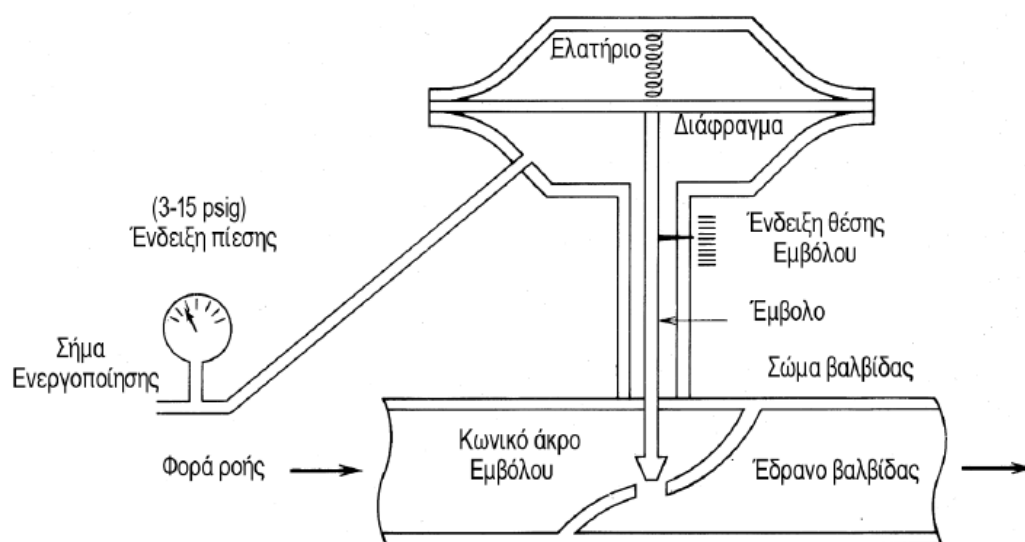 Ελατήριο
Διάφραγμα
(3-15 psig)
Ένδειξη πίεσης
Ένδειξη θέσης
Εμβόλου
Έμβολο
Σήμα
Ενεργοποίησης
Σώμα βαλβίδας
Φορά ροής
Κωνικό άκρο
Εμβόλου
Έδρανο βαλβίδας